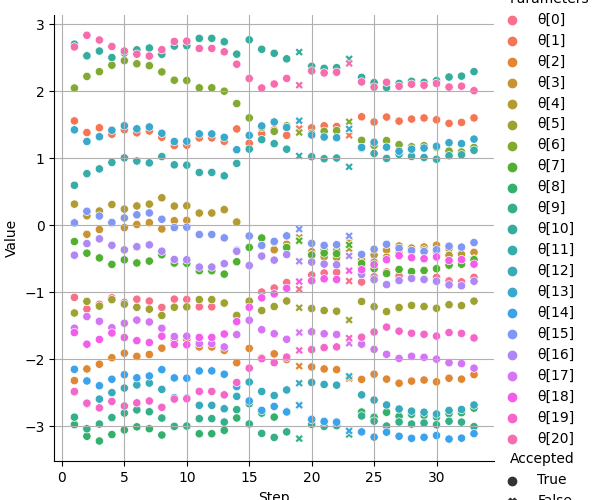 Parameters
3
θ[0]
θ[1]
θ[2]
2
θ[3]
θ[4]
θ[5]
1
θ[6]
θ[7]
θ[8]
0
θ[9]
Value
θ[10]
θ[11]
−1
θ[12]
θ[13]
θ[14]
−2
θ[15]
θ[16]
θ[17]
−3
θ[18]
θ[19]
θ[20]
Accepted
0
5
10
15
20
25
30
True
Step
False